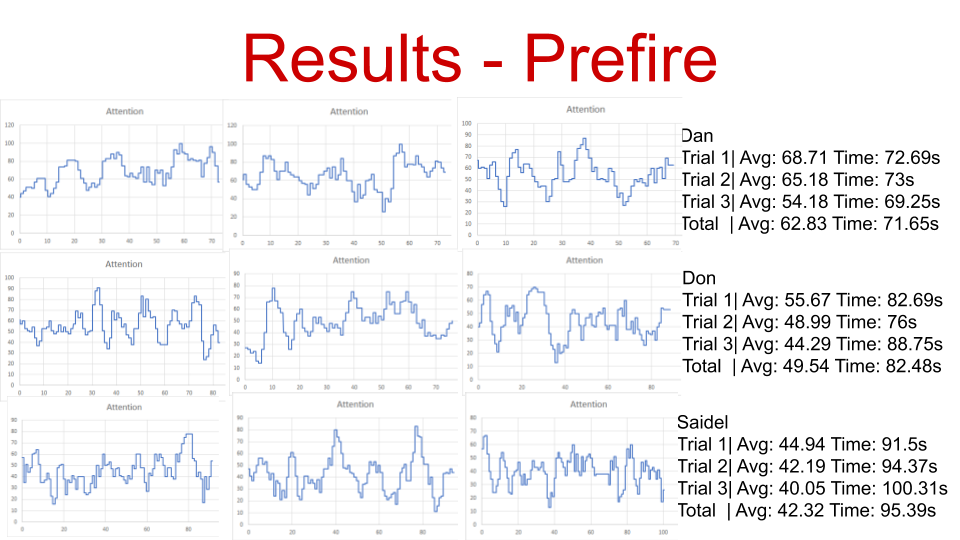 Results - Prefire
Attention
120
100
80
60
40
20
0
0 10 20 30 40 50 60 70
Attention
120
100
80
60
40
20
0
0 10 20 30 40 50 60 70
Attention
100
90
80
70
60
50
40
30
20
10
0
0 10 20 30 40 50 60 70
Dan
Trial 1| Avg: 68.71 Time: 72.69s
Trial 2| Avg: 65.18 Time: 73s
Trial 3| Avg: 54.18 Time: 69.25s
Total | Avg: 62.83 Time: 71.65s
Attention
100
90
80
70
60
50
40
30
20
10
0
0 10 20 30 40 50 60 70 80
Attention
90
80
70
60
50
40
30
20
10
0
0 10 20 30 40 50 60 70
Attention
80
70
60
50
40
30
20
10
0
0 20 40 60 80
Don
Trial 1| Avg: 55.67 Time: 82.69s
Trial 2| Avg: 48.99 Time: 76s
Trial 3| Avg: 44.29 Time: 88.75s
Total | Avg: 49.54 Time: 82.48s
Attention
90
80
70
60
50
40
30
20
10
0
0 20 40 60 80
Attention
90
80
70
60
50
40
30
20
10
0
0 20 40 60 80
Attention
80
70
60
50
40
30
20
10
0
0 20 40 60 80 100
Saidel
Trial 1| Avg: 44.94 Time: 91.5s
Trial 2| Avg: 42.19 Time: 94.37s
Trial 3| Avg: 40.05 Time: 100.31s
Total | Avg: 42.32 Time: 95.39s